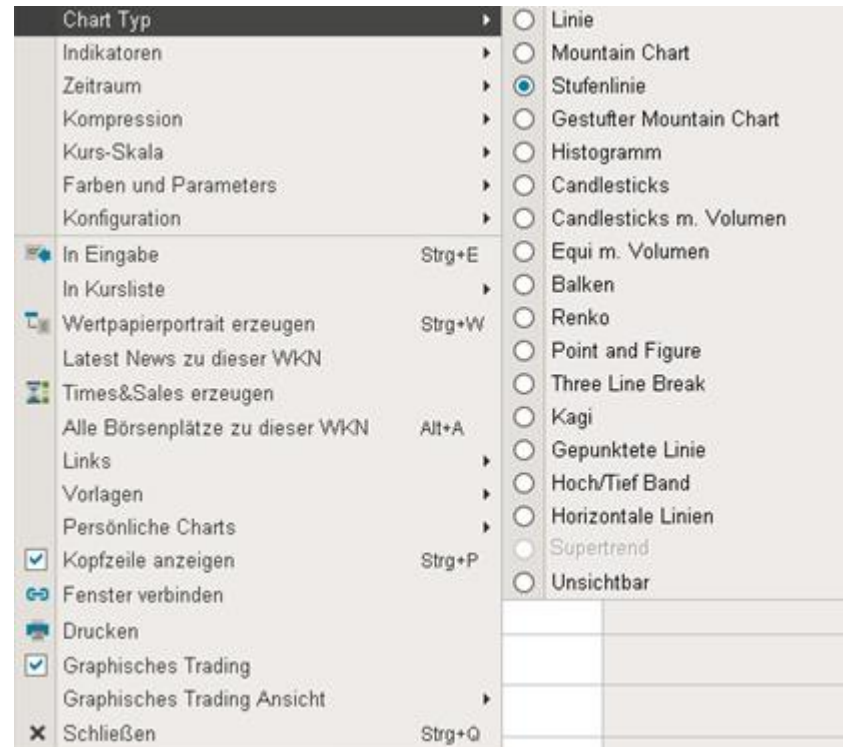 Chart Typ
Indikatoren
Zeitraum
Kompression
Kurs-Skala
Farben und Parameters
Konfiguration
In Eingabe Strg+E
In Kursliste
Wertpapierportrait erzeugen Strg+W
Latest News zu dieser WKN
Times&Sales erzeugen
Alle Börsenplätze zu dieser WKN Alt+A
Links
Vorlagen
Persönliche Charts
Kopfzeile anzeigen Strg+P
Fenster verbinden
Drucken
Graphisches Trading
Graphisches Trading Ansicht
Schließen Strg+Q
Linie
Mountain Chart
Stufenlinie
Gestufter Mountain Chart
Histogramm
Candlesticks
Candlesticks m. Volumen
Equi m. Volumen
Balken
Renko
Point and Figure
Three Line Break
Kagi
Gepunktete Linie
Hoch/Tief Band
Horizontale Linien
Supertrend
Unsichtbar